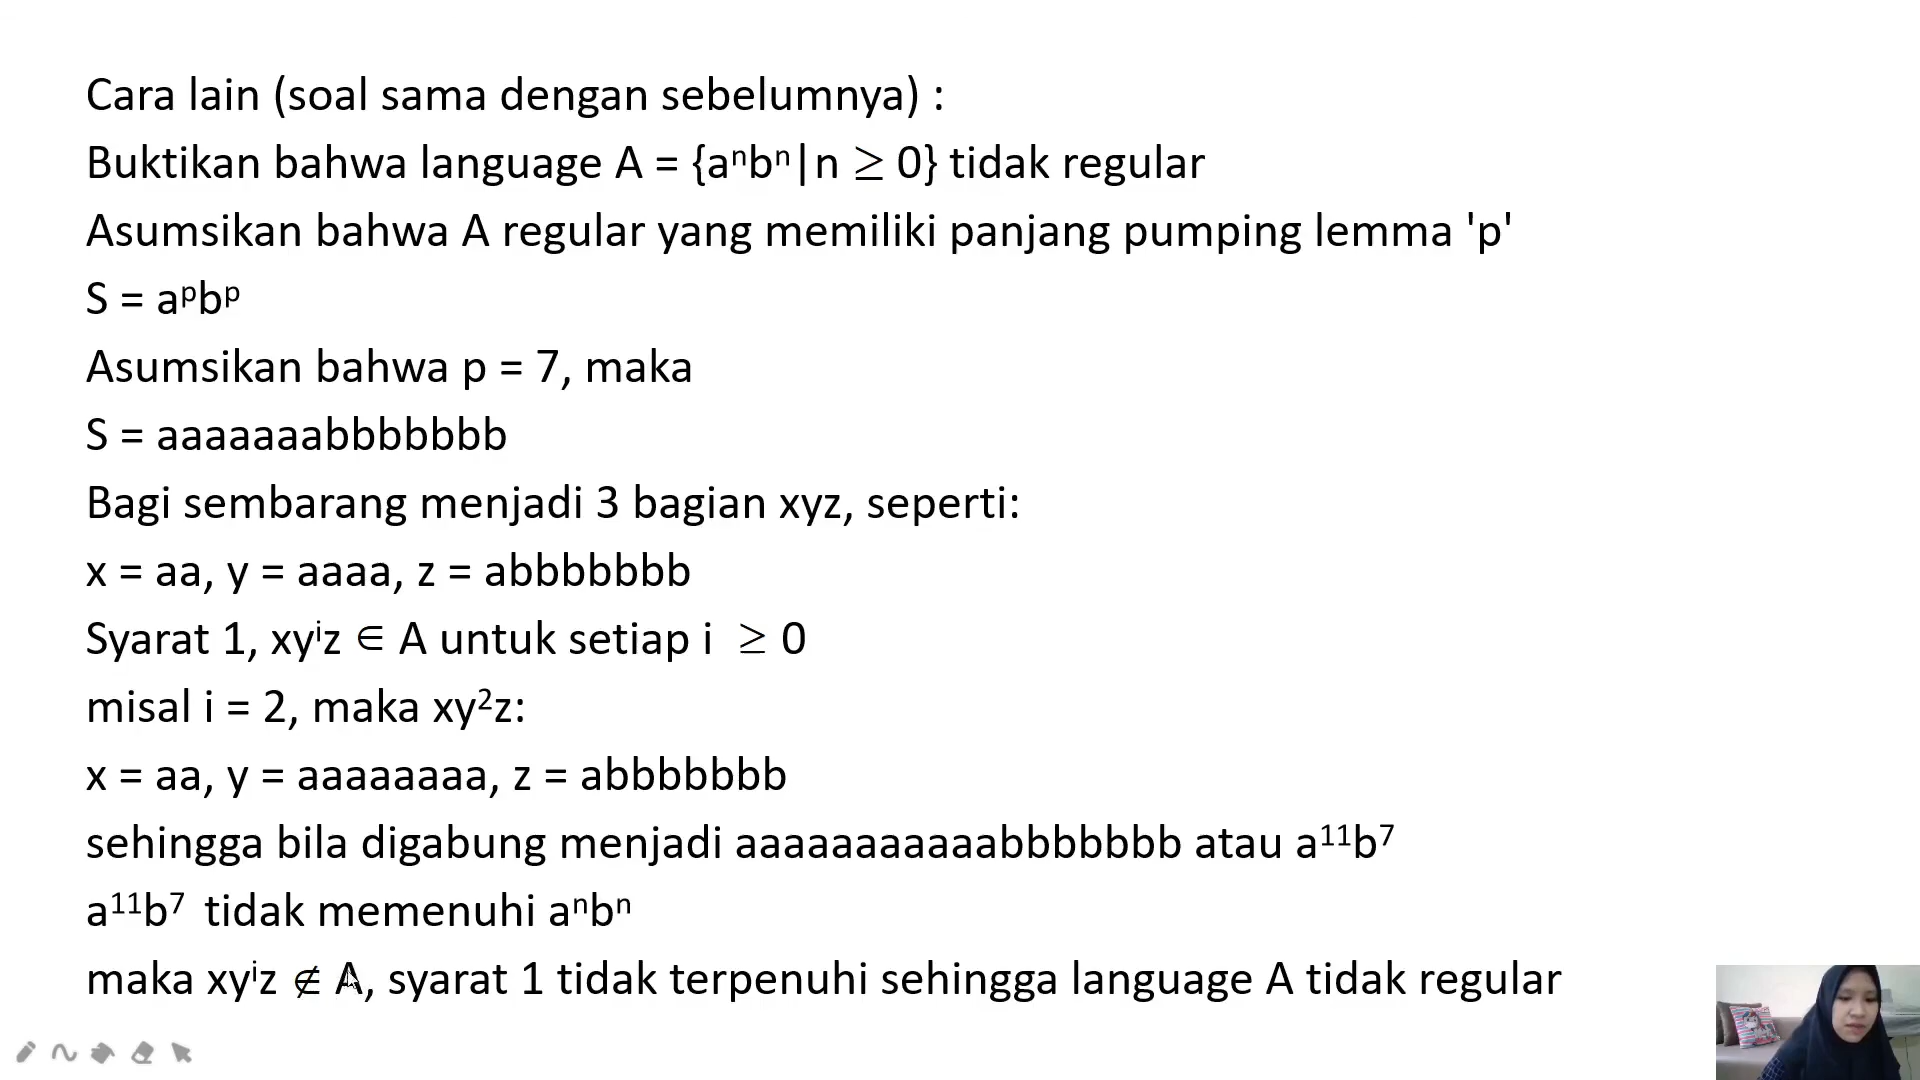 Cara lain (soal sama dengan sebelumnya) :
Buktikan bahwa language A = {aⁿbⁿ|n ≥ 0} tidak regular
Asumsikan bahwa A regular yang memiliki panjang pumping lemma 'p'
S = aᵖbᵖ
Asumsikan bahwa p = 7, maka
S = aaaaaaabbbbbbb
Bagi sembarang menjadi 3 bagian xyz, seperti:
x = aa, y = aaaa, z = abbbbbbb
Syarat 1, xyⁱz ∈ A untuk setiap i ≥ 0
misal i = 2, maka xy²z:
x = aa, y = aaaaaaaa, z = abbbbbbb
sehingga bila digabung menjadi aaaaaaaaaaabbbbbbb atau a¹¹b⁷
a¹¹b⁷ tidak memenuhi aⁿbⁿ
maka xyⁱz ∉ A, syarat 1 tidak terpenuhi sehingga language A tidak regular